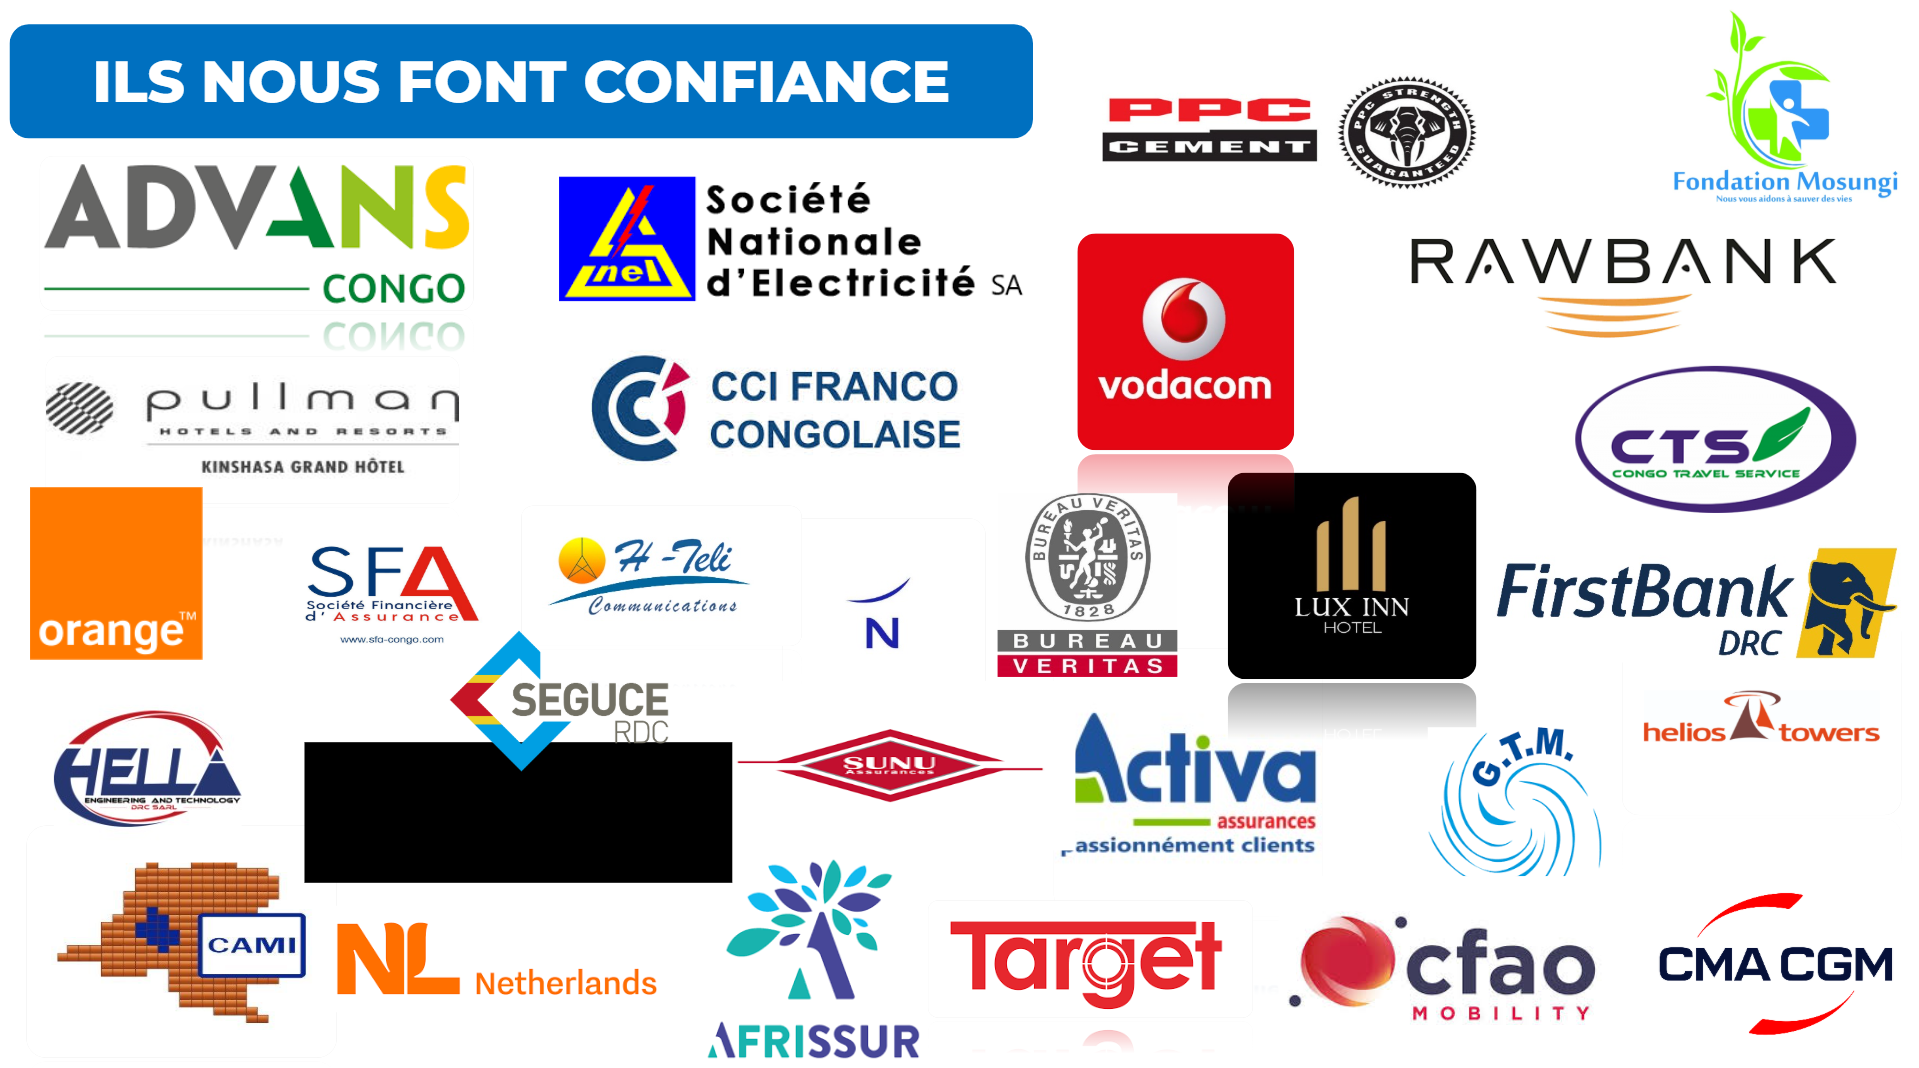 ILS NOUS FONT CONFIANCE
PPC
CEMENT
PPC STRENGTH
GUARANTEED
Fondation Mosungi
Nous vous aidons à sauver des vies
ADVANS
CONGO
Snel
Société
Nationale
d'Electricité SA
vodacom
RAWBANK
pullman
HOTELS AND RESORTS
KINSHASA GRAND HÔTEL
CCI FRANCO
CONGOLAISE
CTS
CONGO TRAVEL SERVICE
orange™
SFA
Société Financière
d'Assurance
www.sfa-congo.com
H-Teli
Communications
N
BUREAU VERITAS
1828
BUREAU
VERITAS
LUX INN
HOTEL
FirstBank
DRC
SEGUCE
RDC
HELLA
ENGINEERING AND TECHNOLOGY
DRC SARL
SUNU
Assurances
Activa
assurances
assionnément clients
G.T.M.
helios towers
CAMI
NL Netherlands
AFRISSUR
Target
cfao
MOBILITY
CMA CGM